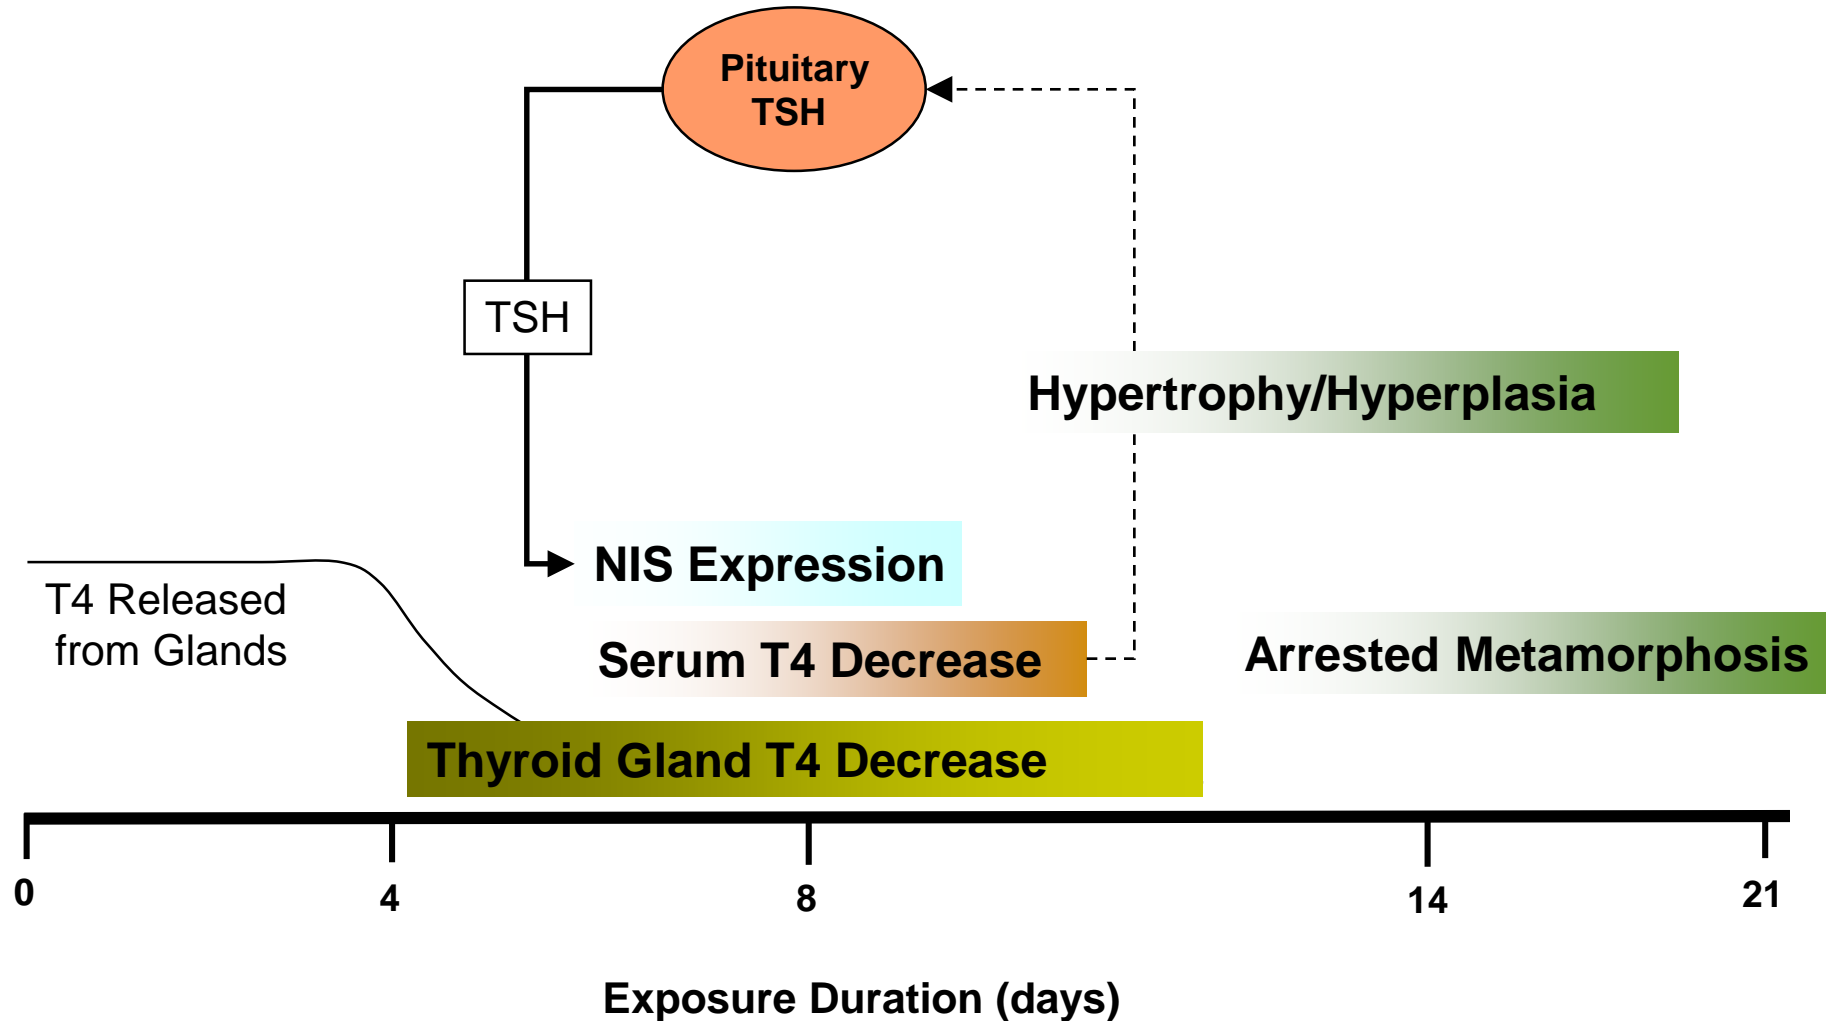 Pituitary
TSH
TSH
Hypertrophy/Hyperplasia
NIS Expression
T4 Released
from Glands
Serum T4 Decrease
Arrested Metamorphosis
Thyroid Gland T4 Decrease
0
4
8
14
21
Exposure Duration (days)